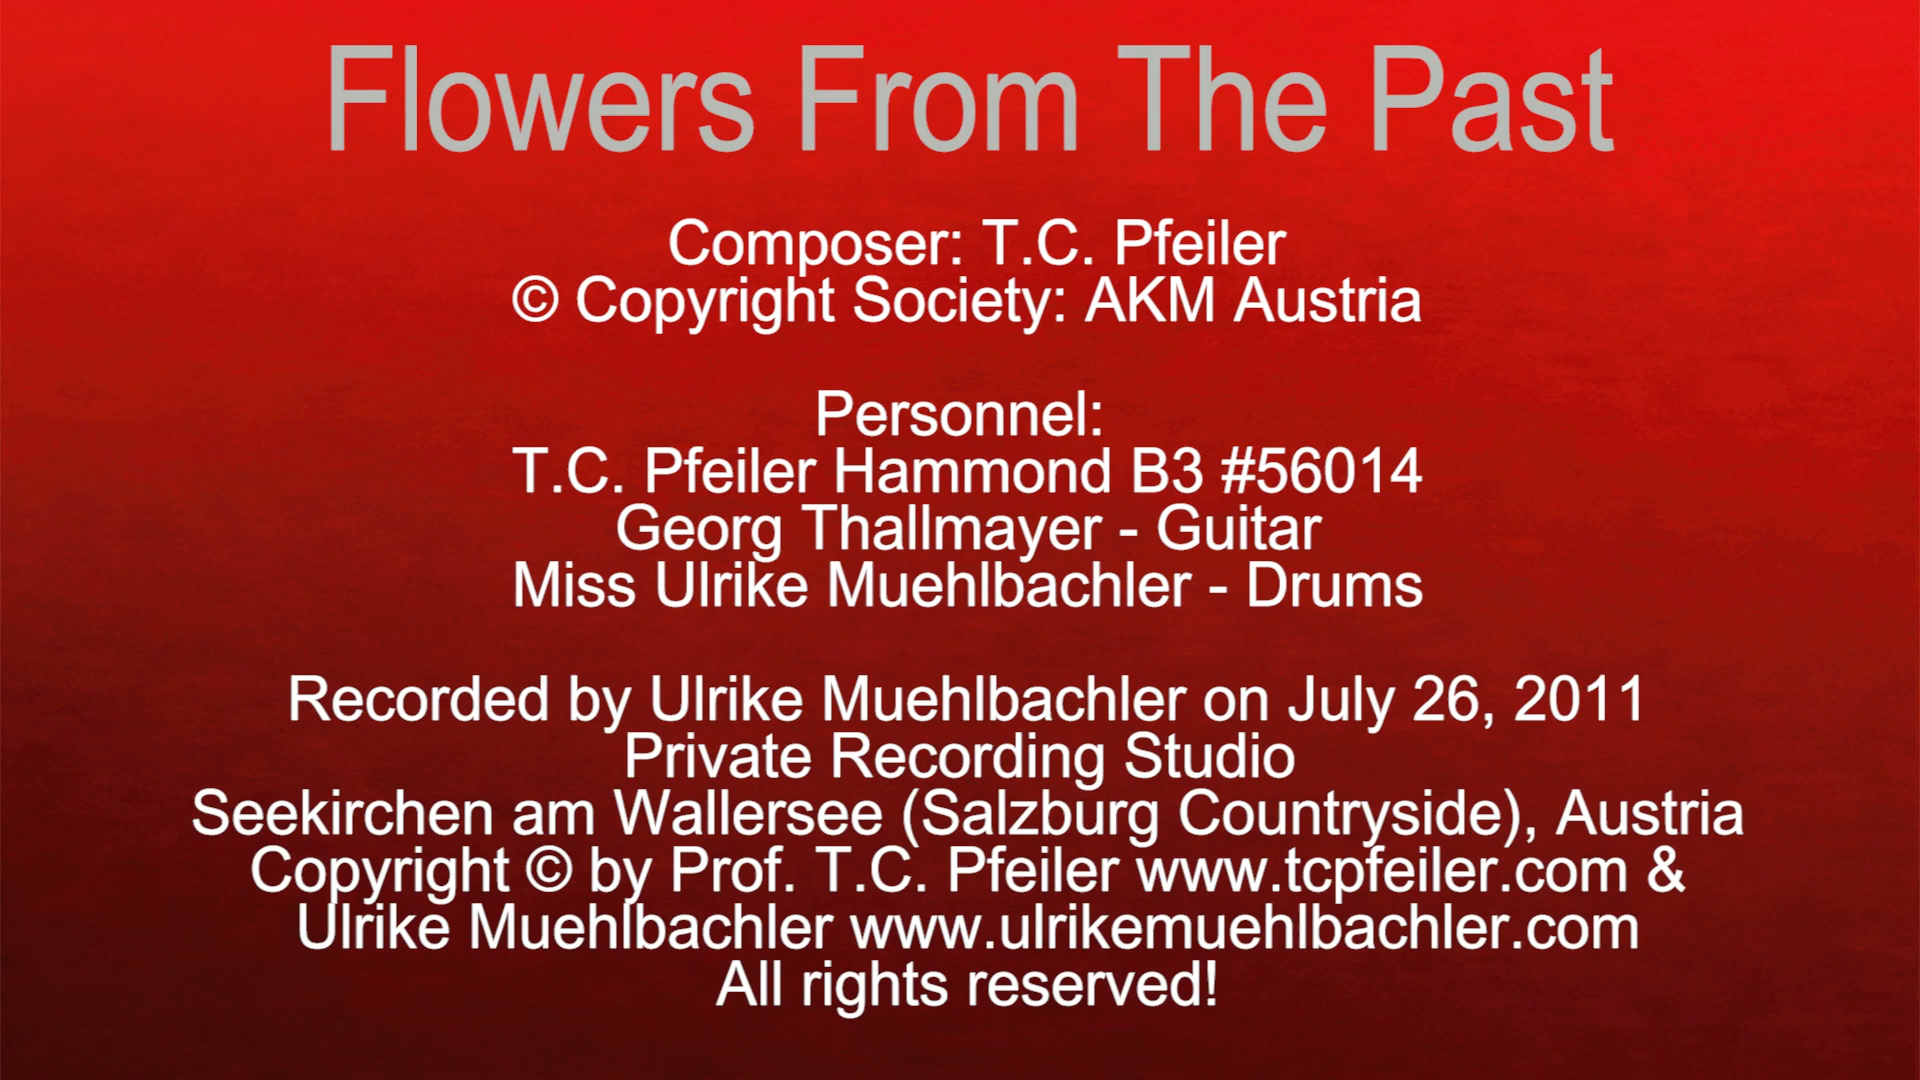 Flowers From The Past
Composer: T.C. Pfeiler
© Copyright Society: AKM Austria
Personnel:
T.C. Pfeiler Hammond B3 #56014
Georg Thallmayer - Guitar
Miss Ulrike Muehlbachler - Drums
Recorded by Ulrike Muehlbachler on July 26, 2011
Private Recording Studio
Seekirchen am Wallersee (Salzburg Countryside), Austria
Copyright © by Prof. T.C. Pfeiler www.tcpfeiler.com &
Ulrike Muehlbachler www.ulrikemuehlbachler.com
All rights reserved!